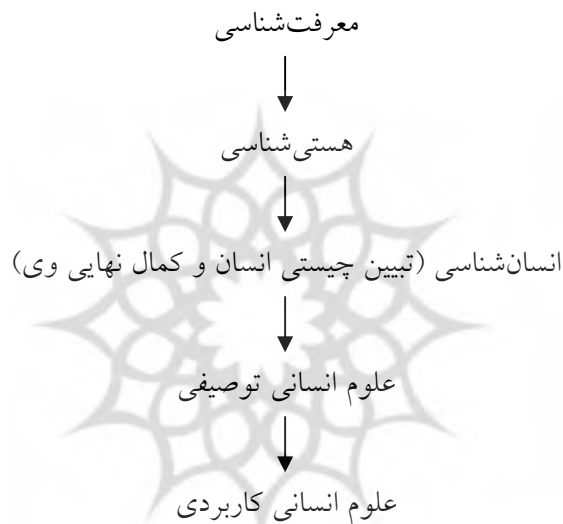 معرفت‌شناسی
هستی‌شناسی
انسان‌شناسی (تبیین چیستی انسان و کمال نهایی وی)
علوم انسانی توصیفی
علوم انسانی کاربردی